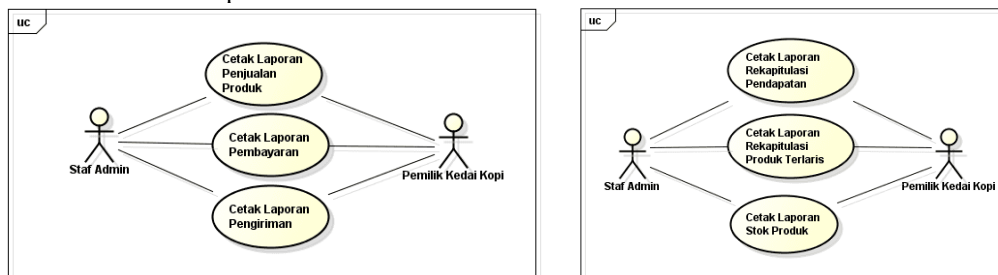 uc
Cetak Laporan
Penjualan
Produk
Cetak Laporan
Pembayaran
Cetak Laporan
Pengiriman
Staf Admin
Pemilik Kedai Kopi
uc
Cetak Laporan
Rekapitulasi
Pendapatan
Cetak Laporan
Rekapitulasi
Produk Terlaris
Cetak Laporan
Stok Produk
Staf Admin
Pemilik Kedai Kopi